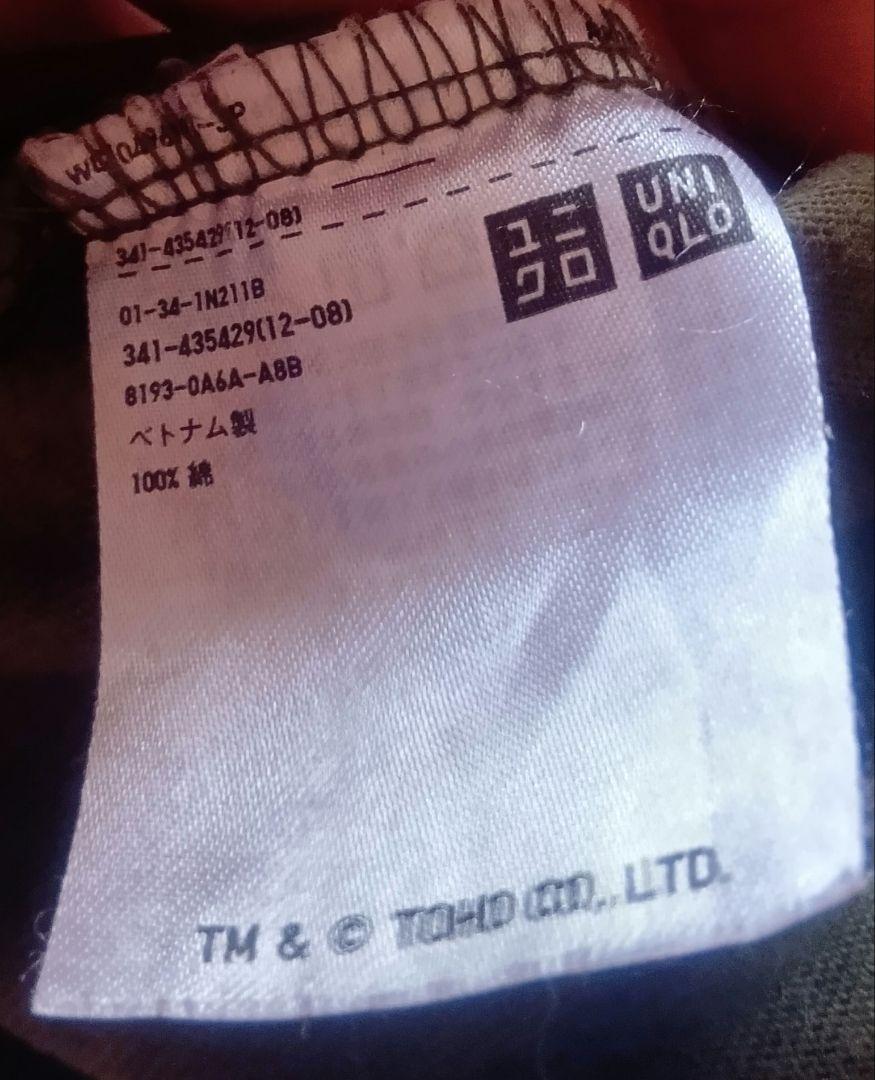 341-435429(12-08)
ユニ
クロ
UNI
QLO
01-34-1N211B
341-435429(12-08)
8193-0A6A-A8B
ベトナム製
100% 綿
TM & © TOHO CO., LTD.